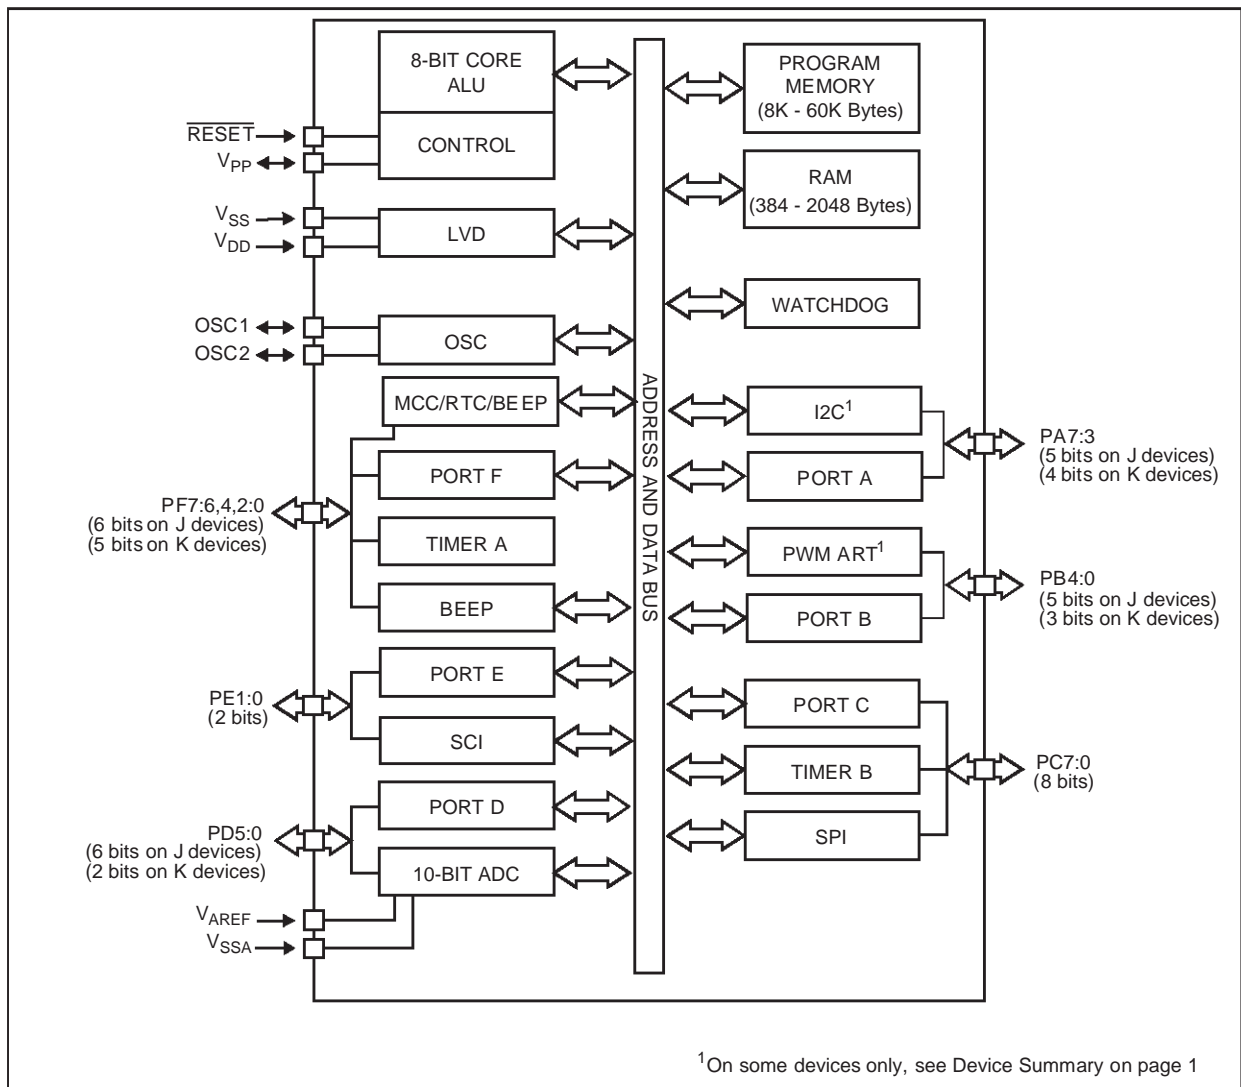 8-BIT CORE
ALU
CONTROL
RESET
VPP
VSS
VDD
LVD
OSC1
OSC2
OSC
MCC/RTC/BEEP
PORT F
PF7:6,4,2:0
(6 bits on J devices)
(5 bits on K devices)
TIMER A
BEEP
PORT E
PE1:0
(2 bits)
SCI
PORT D
PD5:0
(6 bits on J devices)
(2 bits on K devices)
10-BIT ADC
VAREF
VSSA
ADDRESS AND DATA BUS
PROGRAM
MEMORY
(8K - 60K Bytes)
RAM
(384 - 2048 Bytes)
WATCHDOG
I2C1
PORT A
PA7:3
(5 bits on J devices)
(4 bits on K devices)
PWM ART1
PORT B
PB4:0
(5 bits on J devices)
(3 bits on K devices)
PORT C
TIMER B
PC7:0
(8 bits)
SPI
1On some devices only, see Device Summary on page 1